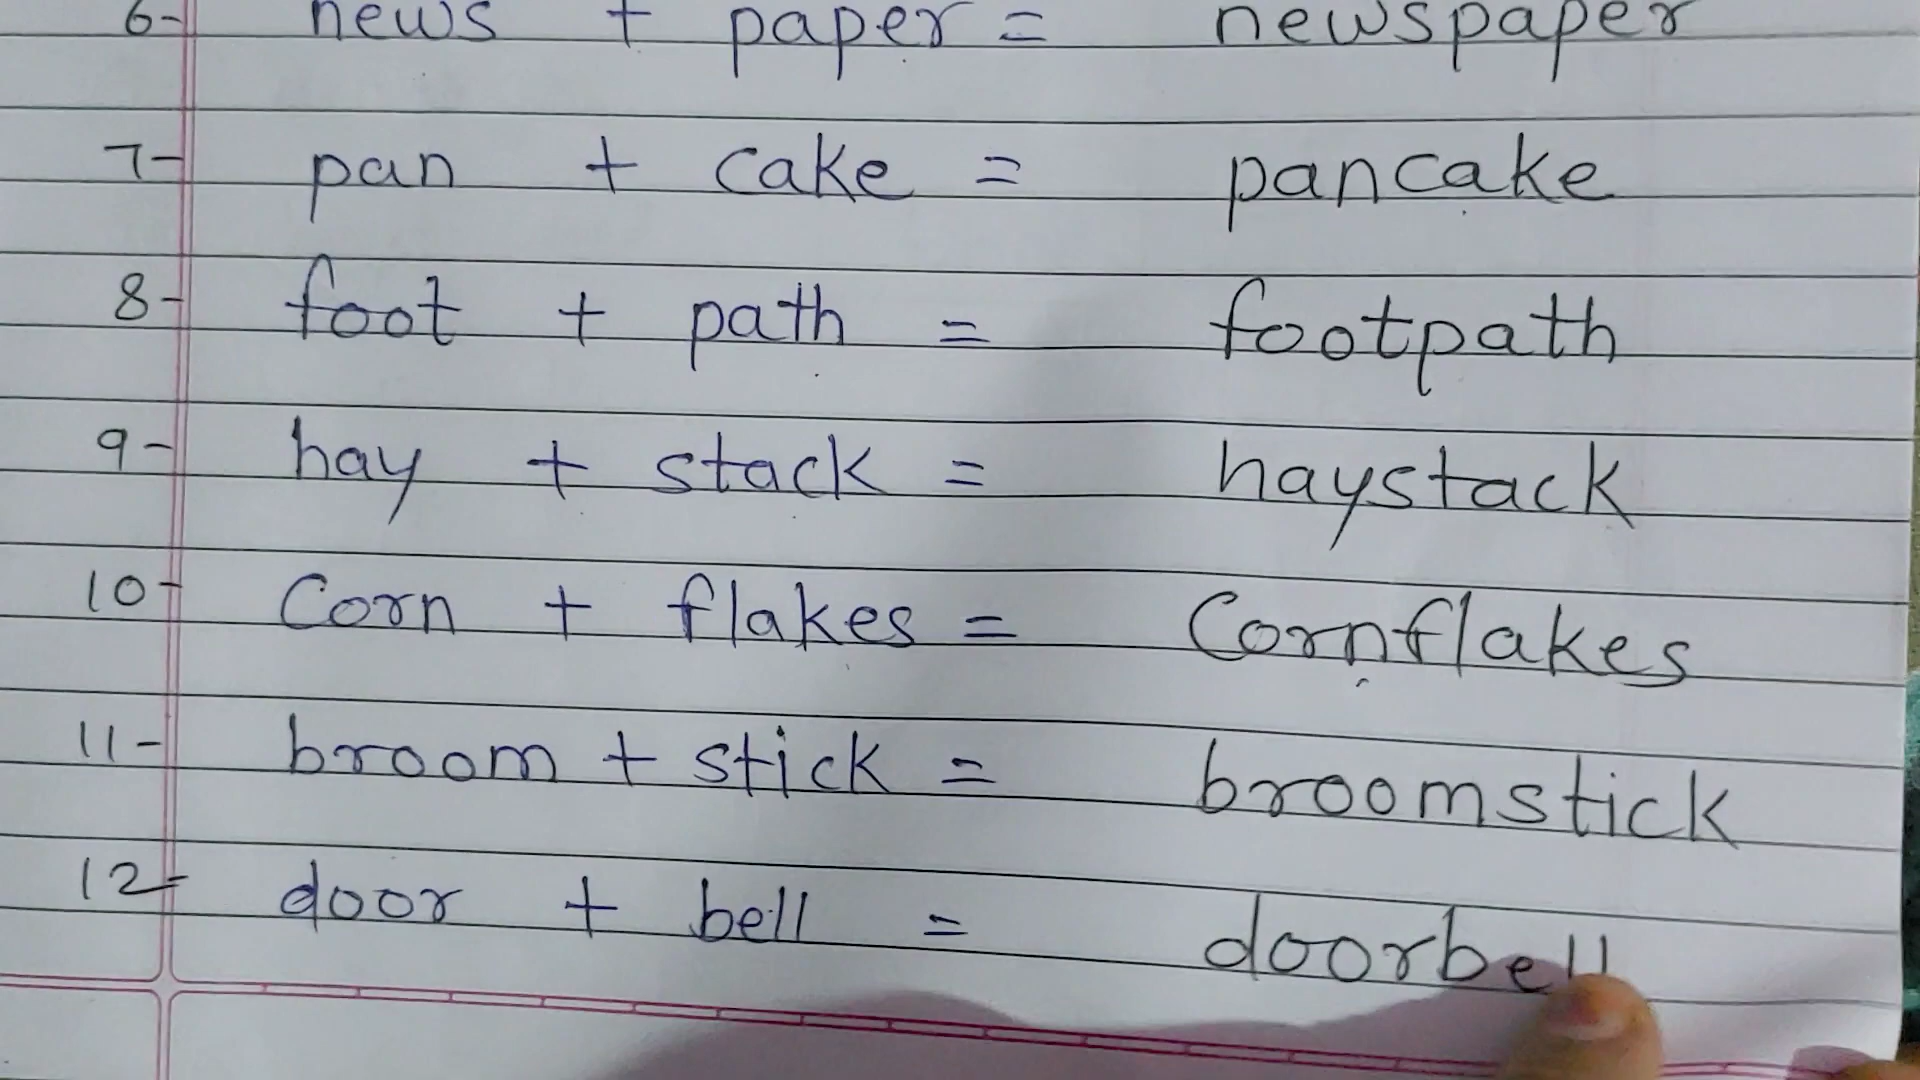 6- news + paper = newspaper
7- pan + cake = pancake
8- foot + path = footpath
9- hay + stack = haystack
10- Corn + flakes = Cornflakes
11- broom + stick = broomstick
12- door + bell = doorbell